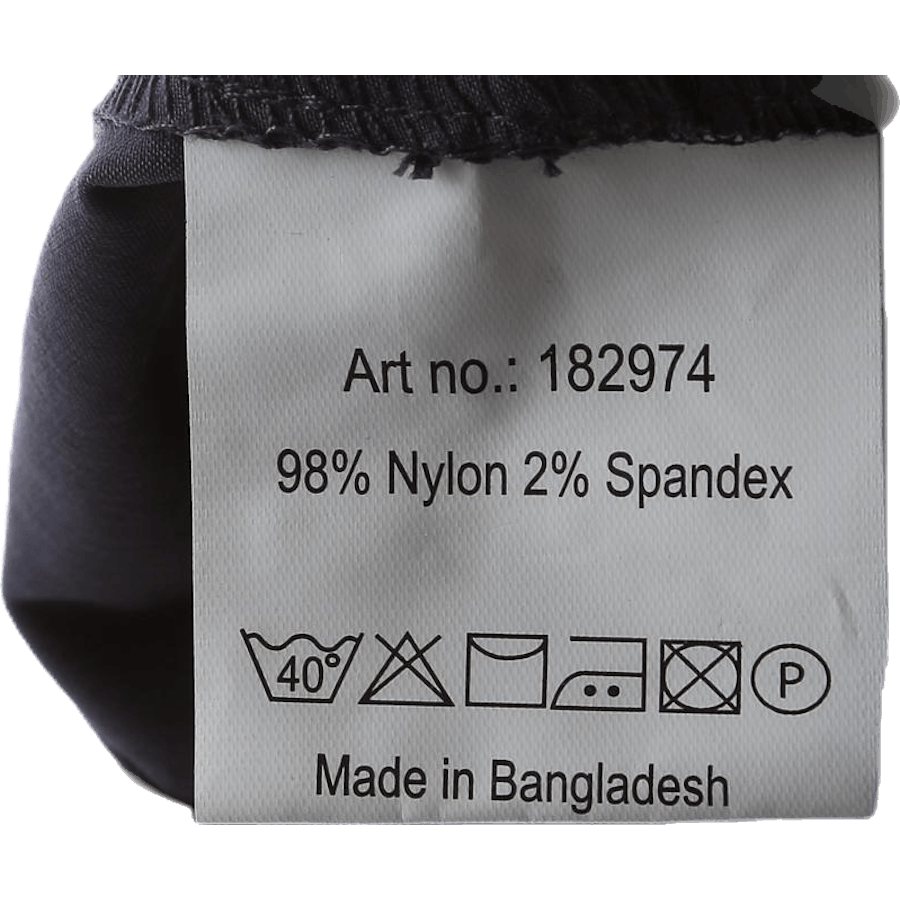 Art no.: 182974
98% Nylon 2% Spandex
40° P
Made in Bangladesh